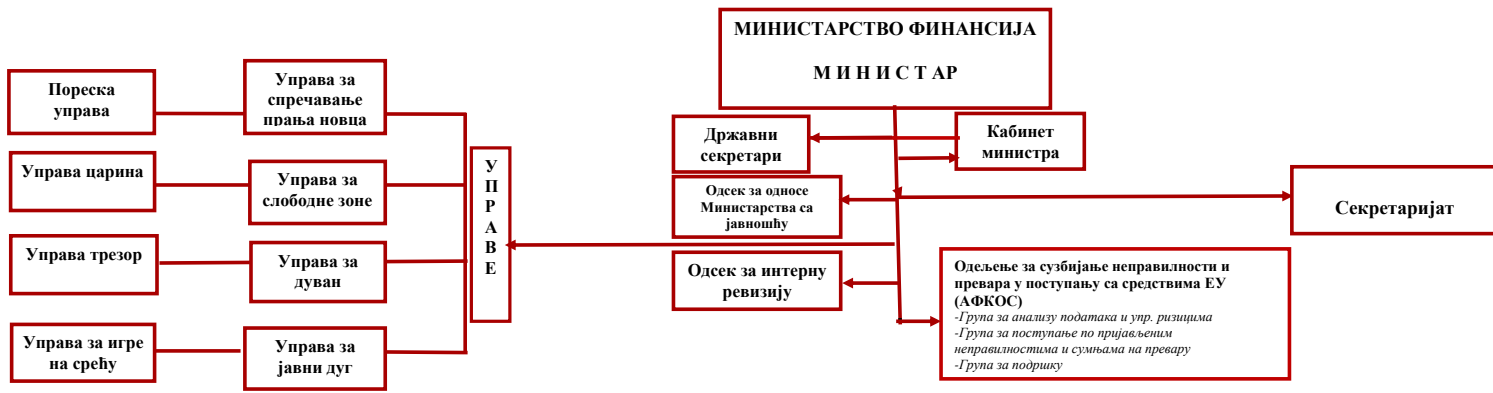 МИНИСТАРСТВО ФИНАНСИЈА
М И Н И С Т АР
Пореска
управа
Управа за
спречавање
прања новца
Државни
секретари
Кабинет
министра
Управа царина
Управа за
слободне зоне
У
П
Р
А
В
Е
Одсек за односе
Министарства са
јавношћу
Секретаријат
Управа трезор
Управа за
дуван
Одсек за интерну
ревизију
Одељење за сузбијање неправилности и
превара у поступању са средствима ЕУ
(АФКОС)
-Група за анализу података и упр. ризицима
-Група за поступање по пријављеним
неправилностима и сумњама на превару
-Група за подршку
Управа за игре
на срећу
Управа за
јавни дуг